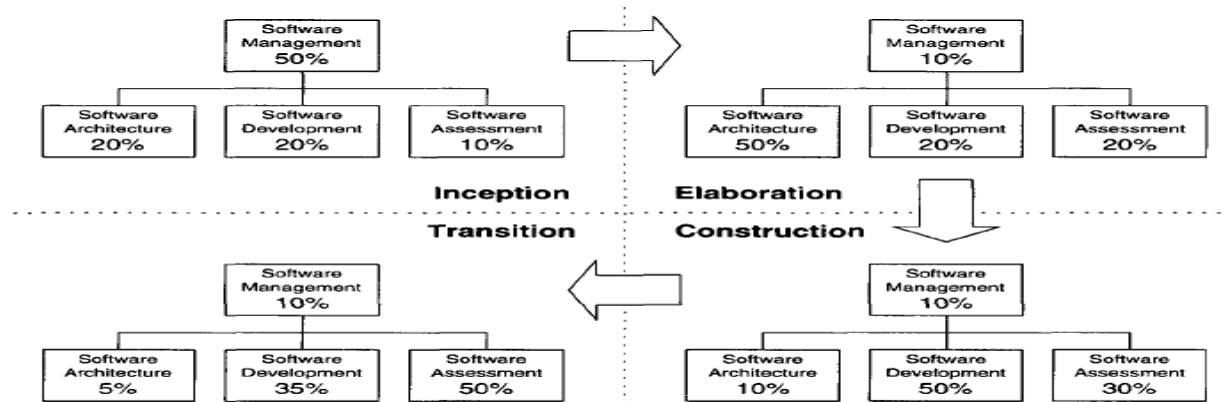 Software
Management
50%
Software
Architecture
20%
Software
Development
20%
Software
Assessment
10%
Inception
Software
Management
10%
Software
Architecture
50%
Software
Development
20%
Software
Assessment
20%
Elaboration
Transition
Software
Management
10%
Software
Architecture
5%
Software
Development
35%
Software
Assessment
50%
Construction
Software
Management
10%
Software
Architecture
10%
Software
Development
50%
Software
Assessment
30%